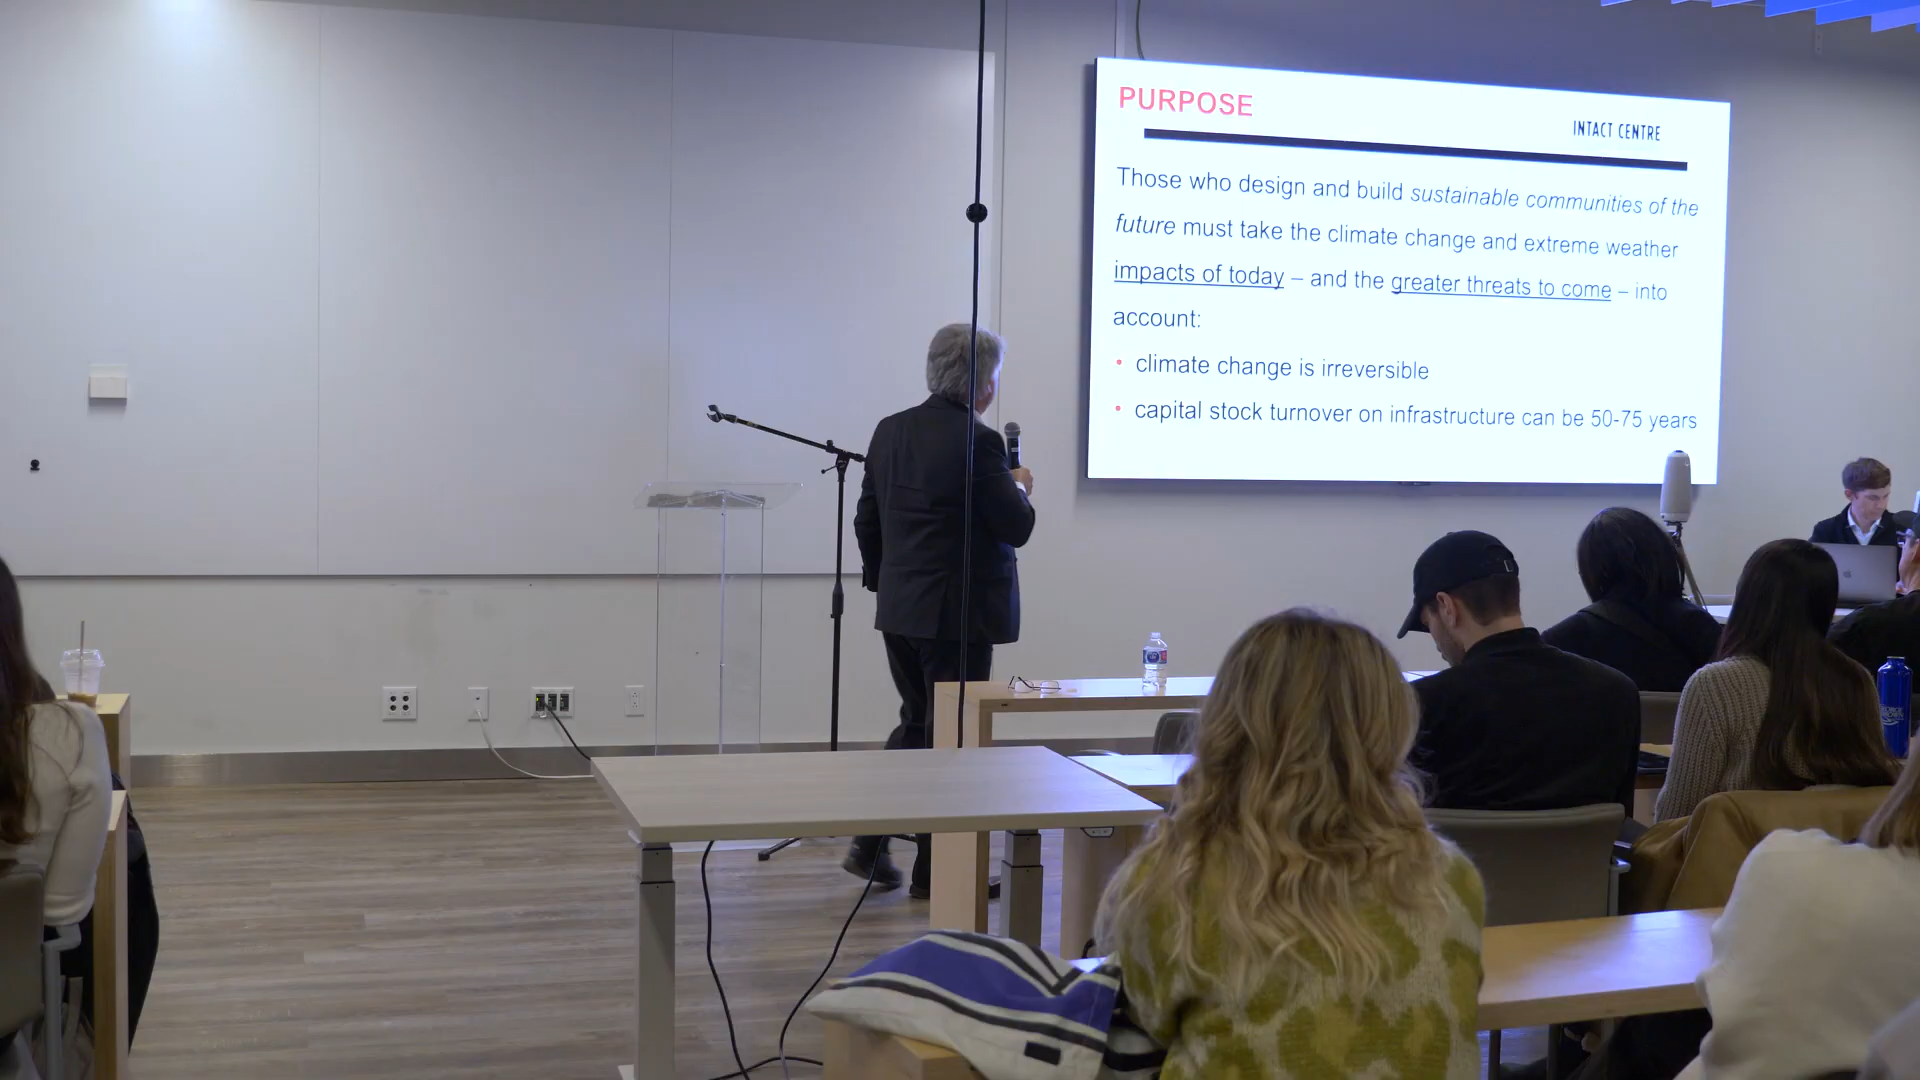 PURPOSE
INTACT CENTRE
Those who design and build sustainable communities of the
future must take the climate change and extreme weather
impacts of today – and the greater threats to come – into
account:
• climate change is irreversible
• capital stock turnover on infrastructure can be 50-75 years
GEORGE
BROWN